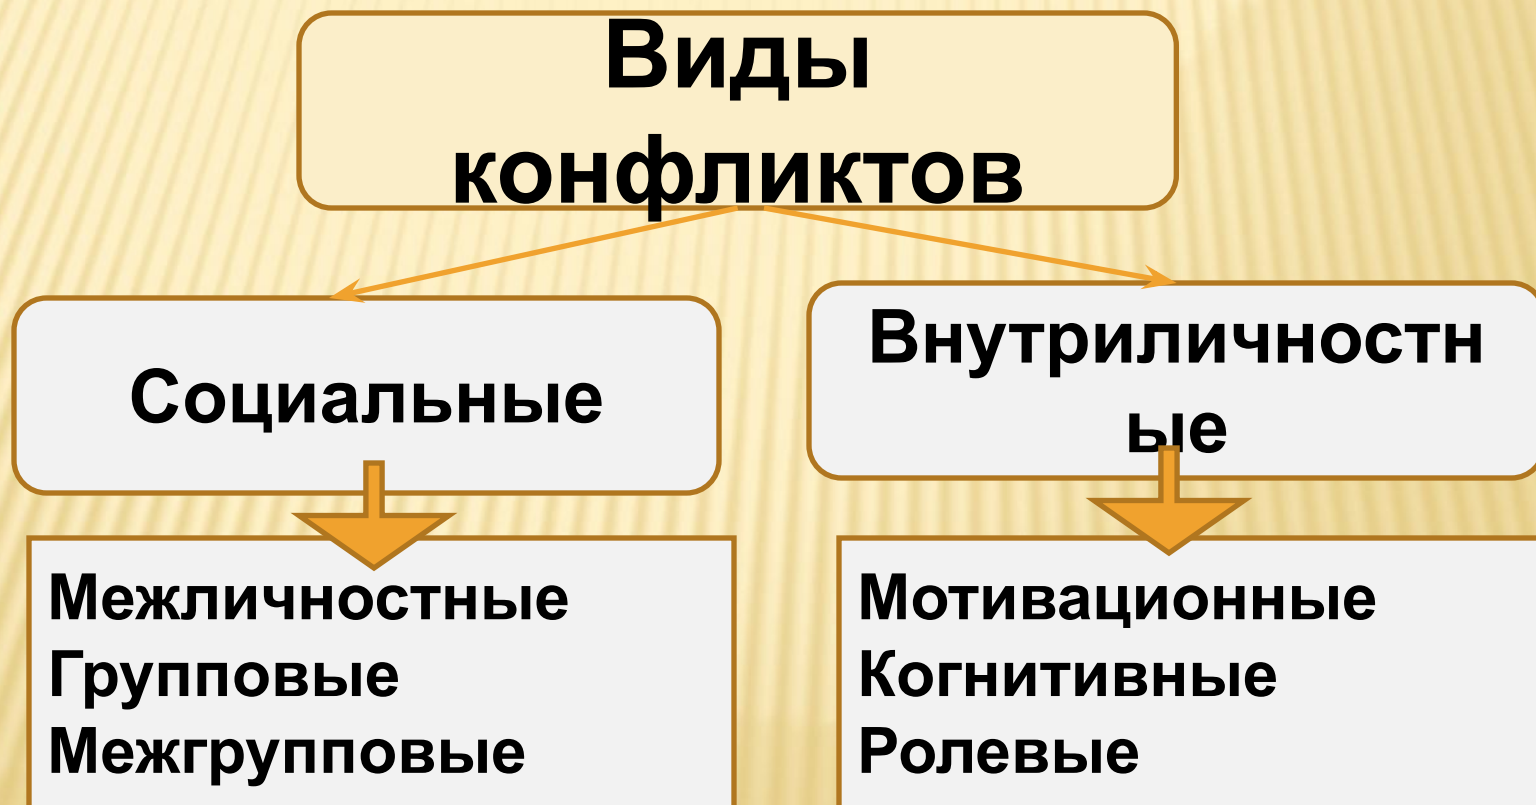 Виды
конфликтов
Социальные
Внутриличностн
ые
Межличностные
Групповые
Межгрупповые
Мотивационные
Когнитивные
Ролевые